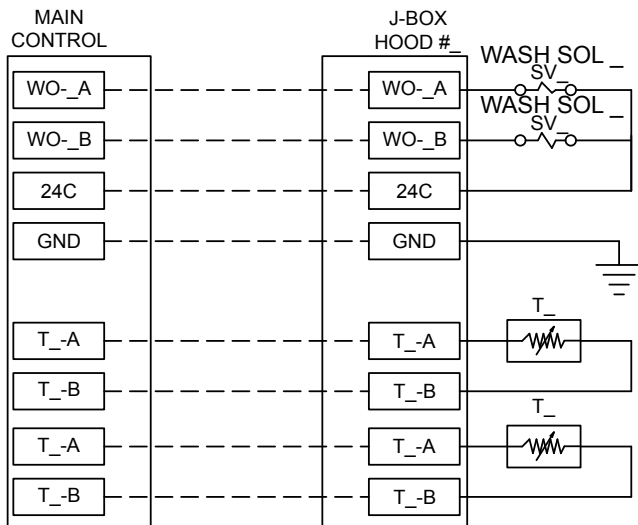 MAIN
CONTROL
J-BOX
HOOD #_
WASH SOL _
SV_
WASH SOL _
SV_
WO-_A
WO-_A
WO-_B
WO-_B
24C
24C
GND
GND
T_
T_-A
T_-A
T_-B
T_-B
T_
T_-A
T_-A
T_-B
T_-B